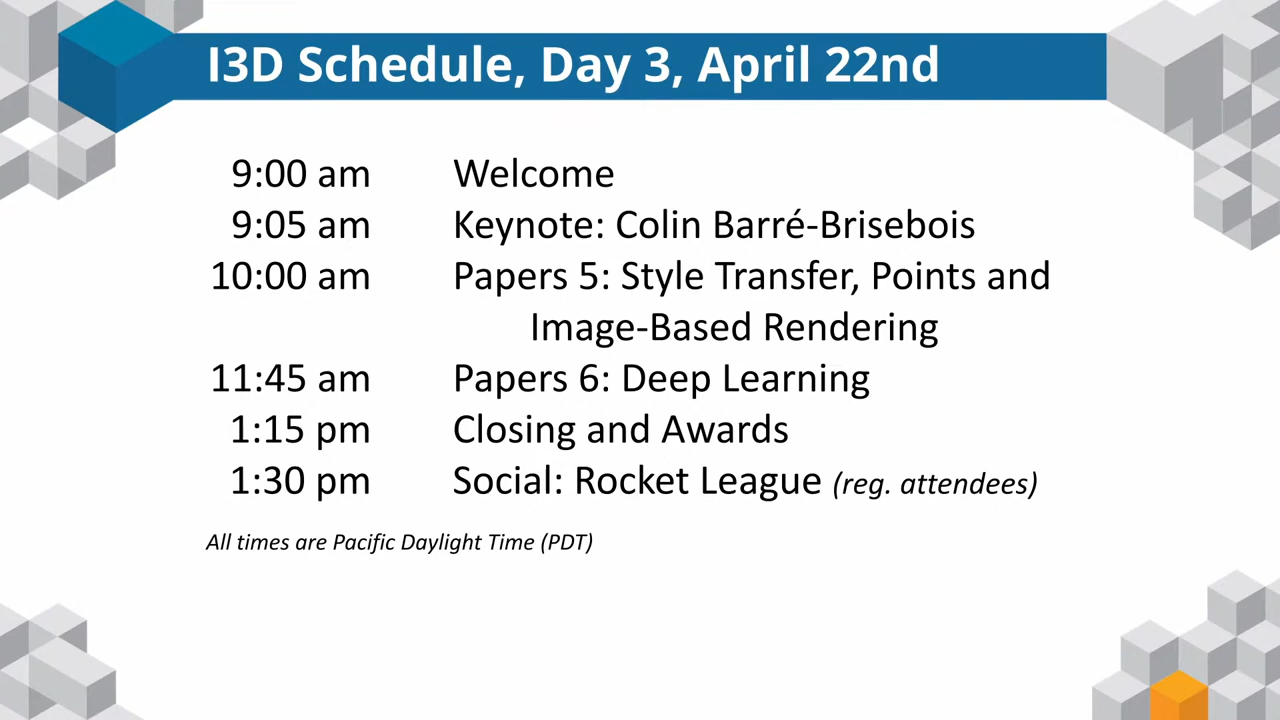 I3D Schedule, Day 3, April 22nd
9:00 am Welcome
9:05 am Keynote: Colin Barré-Brisebois
10:00 am Papers 5: Style Transfer, Points and
Image-Based Rendering
11:45 am Papers 6: Deep Learning
1:15 pm Closing and Awards
1:30 pm Social: Rocket League (reg. attendees)
All times are Pacific Daylight Time (PDT)